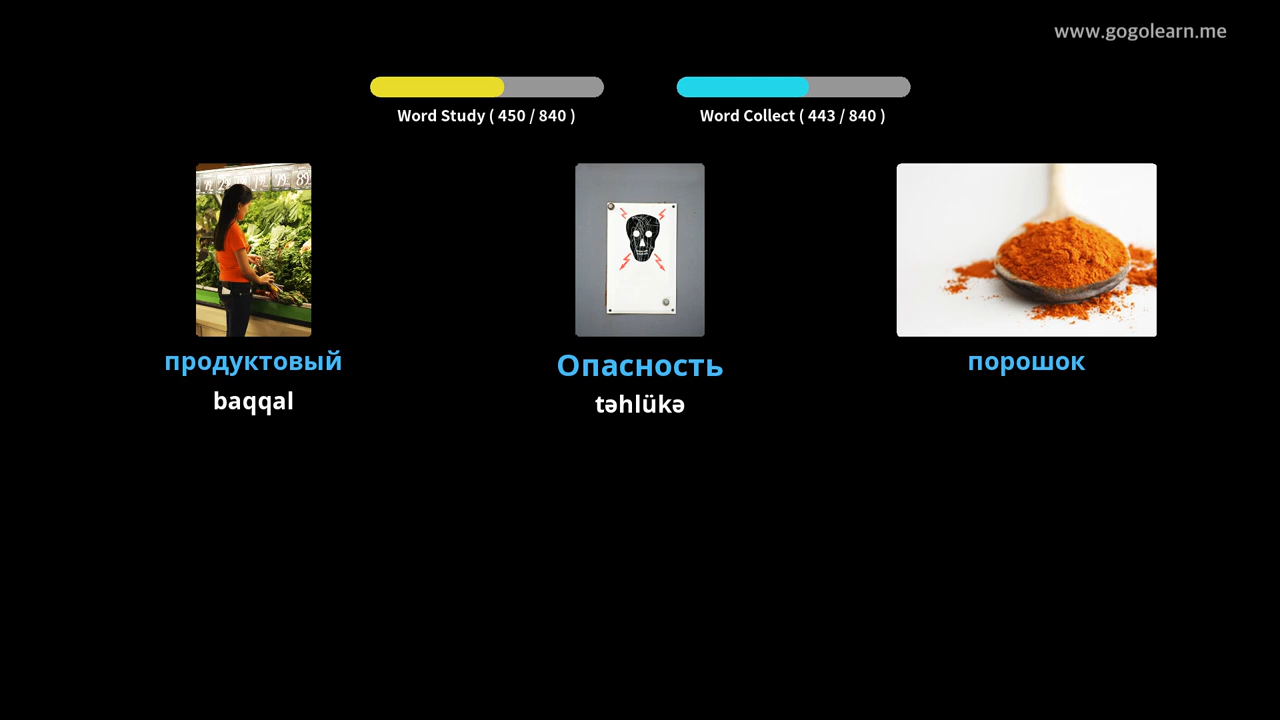 www.gogolearn.me
Word Study ( 450 / 840 )
Word Collect ( 443 / 840 )
продуктовый
Опасность
порошок
baqqal
təhlükə